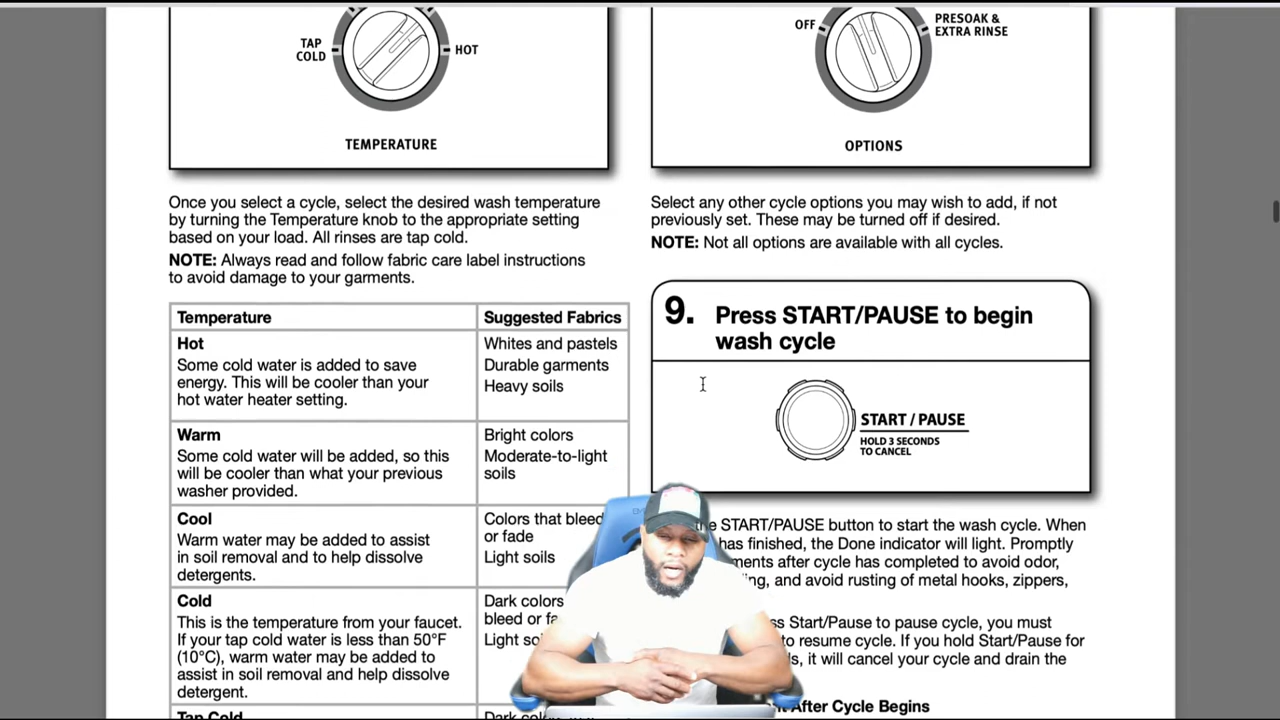 TAP
COLD
HOT
TEMPERATURE
Once you select a cycle, select the desired wash temperature
by turning the Temperature knob to the appropriate setting
based on your load. All rinses are tap cold.
NOTE: Always read and follow fabric care label instructions
to avoid damage to your garments.
Temperature
Suggested Fabrics
Hot
Some cold water is added to save
energy. This will be cooler than your
hot water heater setting.
Whites and pastels
Durable garments
Heavy soils
Warm
Some cold water will be added, so this
will be cooler than what your previous
washer provided.
Bright colors
Moderate-to-light
soils
Cool
Warm water may be added to assist
in soil removal and to help dissolve
detergents.
Colors that bleed
or fade
Light soils
Cold
This is the temperature from your faucet.
If your tap cold water is less than 50°F
(10°C), warm water may be added to
assist in soil removal and help dissolve
detergent.
Dark colors
bleed or
Light
Tap Cold
Dark
OFF
PRESOAK &
EXTRA RINSE
OPTIONS
Select any other cycle options you may wish to add, if not
previously set. These may be turned off if desired.
NOTE: Not all options are available with all cycles.
9. Press START/PAUSE to begin
wash cycle
START / PAUSE
HOLD 3 SECONDS
TO CANCEL
START/PAUSE button to start the wash cycle. When
has finished, the Done indicator will light. Promptly
after cycle has completed to avoid odor,
and avoid rusting of metal hooks, zippers,
Start/Pause to pause cycle, you must
to resume cycle. If you hold Start/Pause for
it will cancel your cycle and drain the
After Cycle Begins